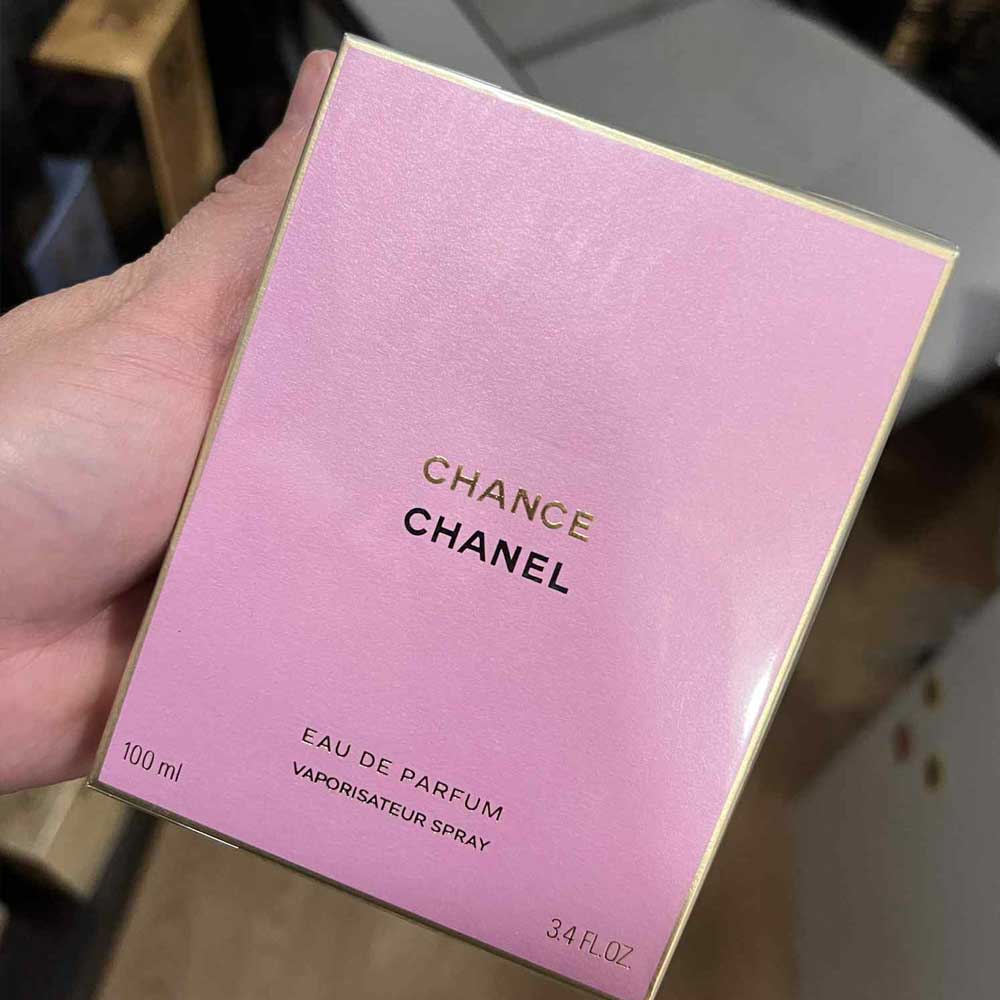 CHANCE
CHANEL
EAU DE PARFUM
VAPORISATEUR SPRAY
100 ml
3.4 FL.OZ.